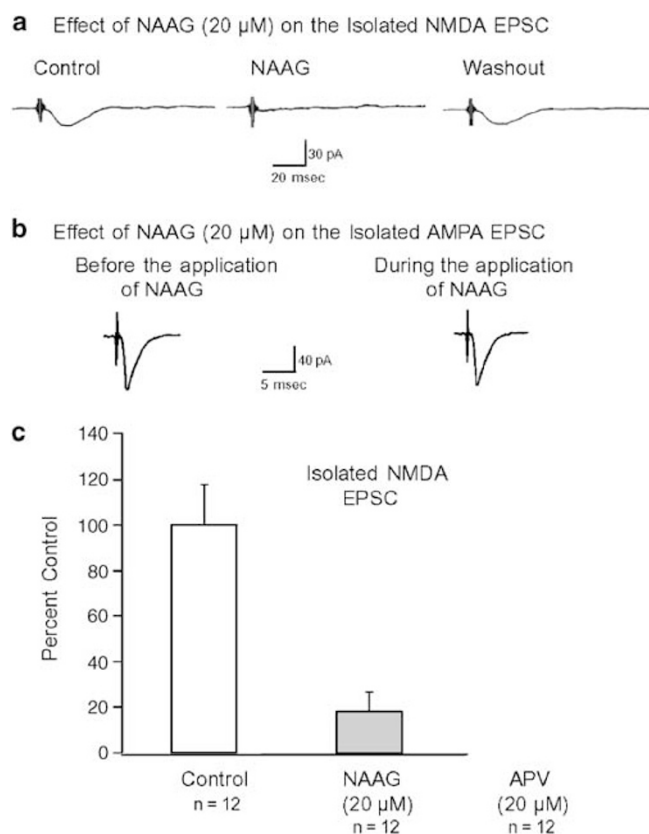 a Effect of NAAG (20 µM) on the Isolated NMDA EPSC
Control NAAG Washout
30 pA
20 msec
b Effect of NAAG (20 µM) on the Isolated AMPA EPSC
Before the application
of NAAG
During the application
of NAAG
40 pA
5 msec
c
Percent Control
140
120
100
80
60
40
20
0
Isolated NMDA
EPSC
Control
n = 12
NAAG
(20 µM)
n = 12
APV
(20 µM)
n = 12